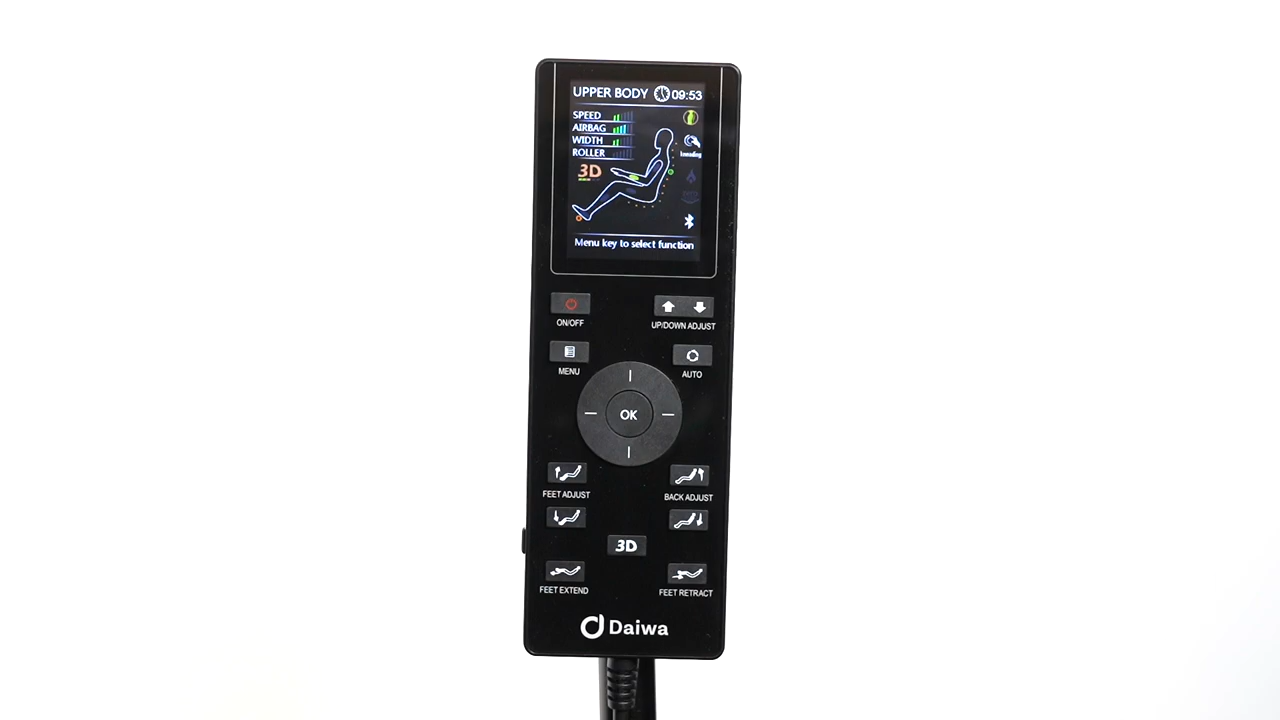 UPPER BODY 09:53
SPEED
AIRBAG
WIDTH
ROLLER
3D
kneading
Menu key to select function
ON/OFF
UP/DOWN ADJUST
MENU
AUTO
OK
FEET ADJUST
BACK ADJUST
3D
FEET EXTEND
FEET RETRACT
Daiwa